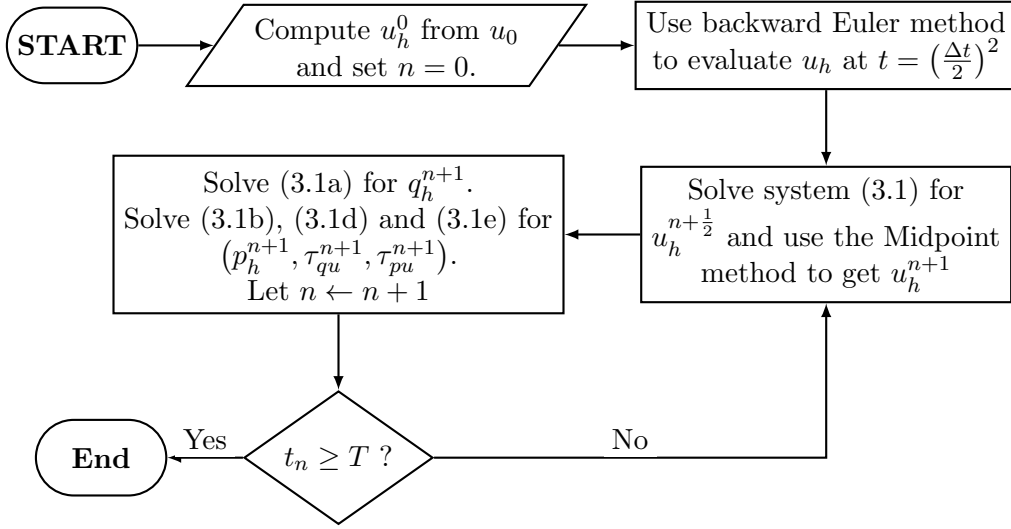 START
Compute $u_h^0$ from $u_0$
and set $n = 0$.
Use backward Euler method
to evaluate $u_h$ at $t = \left(\frac{\Delta t}{2}\right)^2$
Solve system (3.1) for
$u_h^{n+\frac{1}{2}}$ and use the Midpoint
method to get $u_h^{n+1}$
Solve (3.1a) for $q_h^{n+1}$.
Solve (3.1b), (3.1d) and (3.1e) for
$\left(p_h^{n+1}, \tau_{qu}^{n+1}, \tau_{pu}^{n+1}\right)$.
Let $n \leftarrow n + 1$
$t_n \geq T$ ?
Yes
No
End